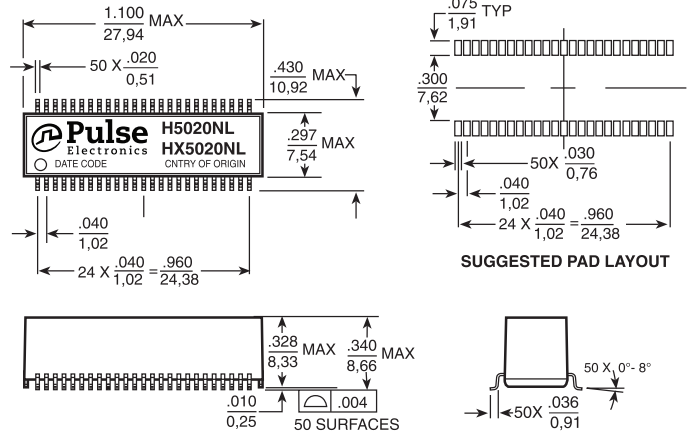 1.100 MAX
27,94
50 X .020
0,51
.430 MAX
10,92
Pulse
Electronics
H5020NL
HX5020NL
DATE CODE
CNTRY OF ORIGIN
.297 MAX
7,54
.040
1,02
24 X .040 = .960
1,02 24,38
.075 TYP
1,91
.300
7,62
50X .030
0,76
.040
1,02
24 X .040 = .960
1,02 24,38
SUGGESTED PAD LAYOUT
.328 MAX
8,33
.340 MAX
8,66
.010
0,25
.004
50 SURFACES
50 X 0°- 8°
50X .036
0,91